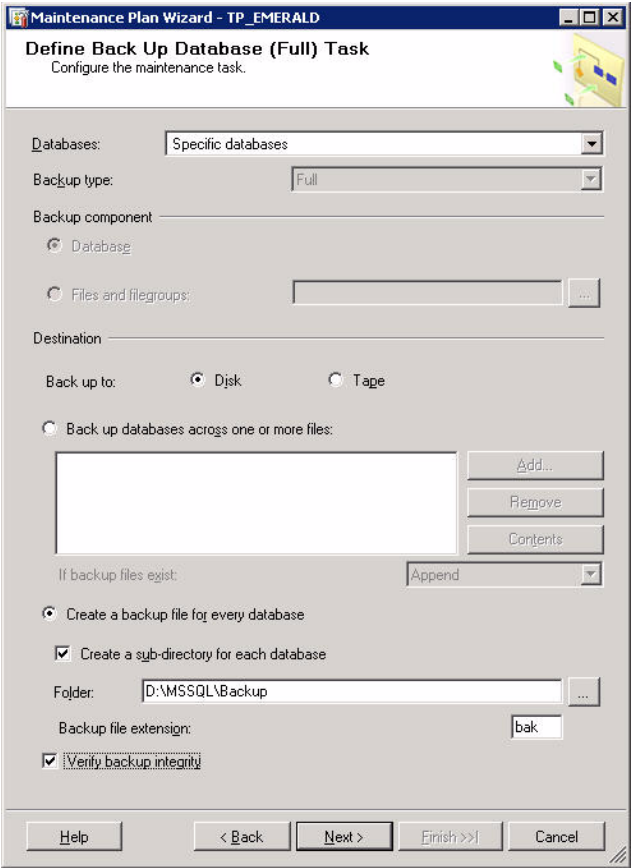 Maintenance Plan Wizard - TP_EMERALD
Define Back Up Database (Full) Task
Configure the maintenance task.
Databases: Specific databases
Backup type: Full
Backup component
Database
Files and filegroups: ...
Destination
Back up to: Disk Tape
Back up databases across one or more files:
Add...
Remove
Contents
If backup files exist: Append
Create a backup file for every database
Create a sub-directory for each database
Folder: D:\MSSQL\Backup ...
Backup file extension: bak
Verify backup integrity
Help < Back Next > Finish >>| Cancel